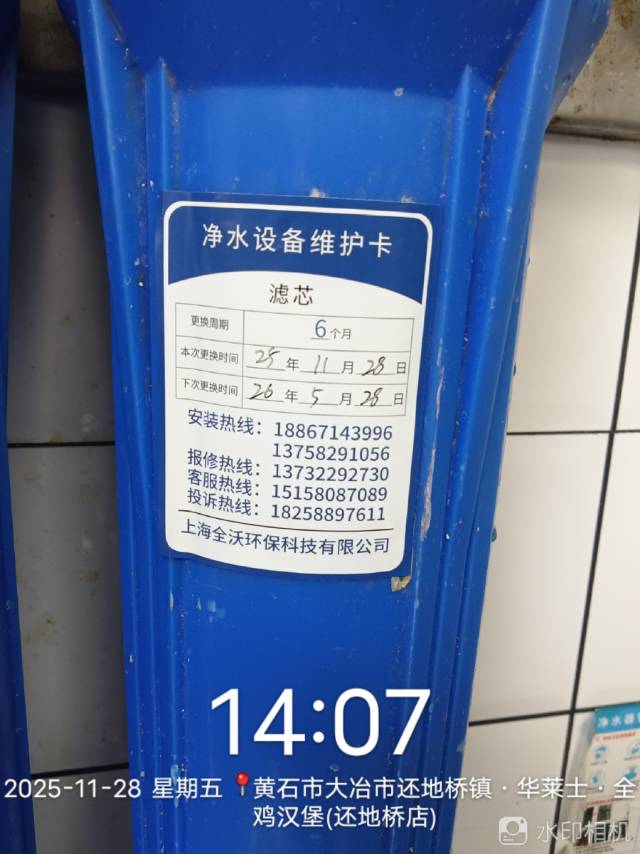 净水设备维护卡
滤芯
更换周期 6个月
本次更换时间 25年11月28日
下次更换时间 26年5月28日
安装热线：18867143996
13758291056
报修热线：13732292730
客服热线：15158087089
投诉热线：18258897611
上海全沃环保科技有限公司
净水器
14:07
2025-11-28 星期五 黄石市大冶市还地桥镇·华莱士·全
鸡汉堡(还地桥店)
水印相机